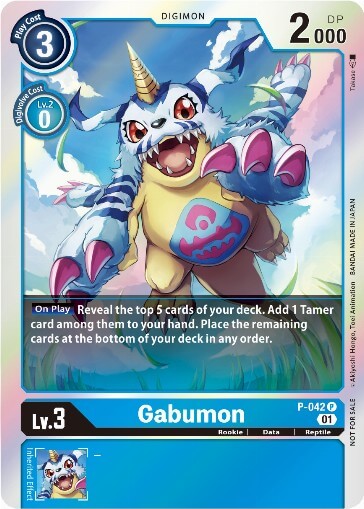 Play Cost
3
DIGIMON
DP
2000
Digivolve Cost
Lv.2
0
On Play Reveal the top 5 cards of your deck. Add 1 Tamer
card among them to your hand. Place the remaining
cards at the bottom of your deck in any order.
Lv.3
Gabumon
P-042 P
01
Rookie | Data | Reptile
Inherited Effect
–
Takase
BANDAI MADE IN JAPAN
© Akiyoshi Hongo, Toei Animation
NOT FOR SALE